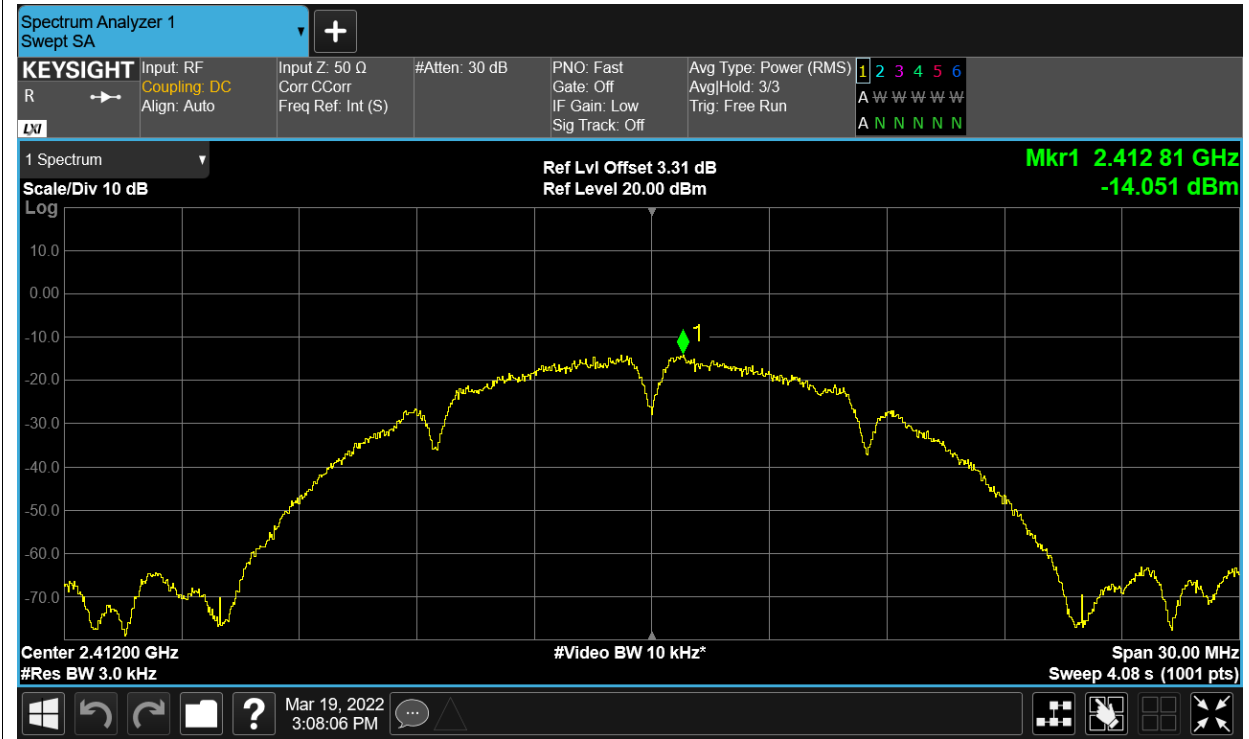 Spectrum Analyzer 1
Swept SA
+
KEYSIGHT
R
LXI
Input: RF
Coupling: DC
Align: Auto
Input Z: 50 Ω
Corr CCorr
Freq Ref: Int (S)
#Atten: 30 dB
PNO: Fast
Gate: Off
IF Gain: Low
Sig Track: Off
Avg Type: Power (RMS)
Avg|Hold: 3/3
Trig: Free Run
1 2 3 4 5 6
A W W W W W
A N N N N N
1 Spectrum
Scale/Div 10 dB
Log
Ref Lvl Offset 3.31 dB
Ref Level 20.00 dBm
Mkr1 2.412 81 GHz
-14.051 dBm
10.0
0.00
-10.0
-20.0
-30.0
-40.0
-50.0
-60.0
-70.0
1
Center 2.41200 GHz
#Res BW 3.0 kHz
#Video BW 10 kHz*
Span 30.00 MHz
Sweep 4.08 s (1001 pts)
?
Mar 19, 2022
3:08:06 PM